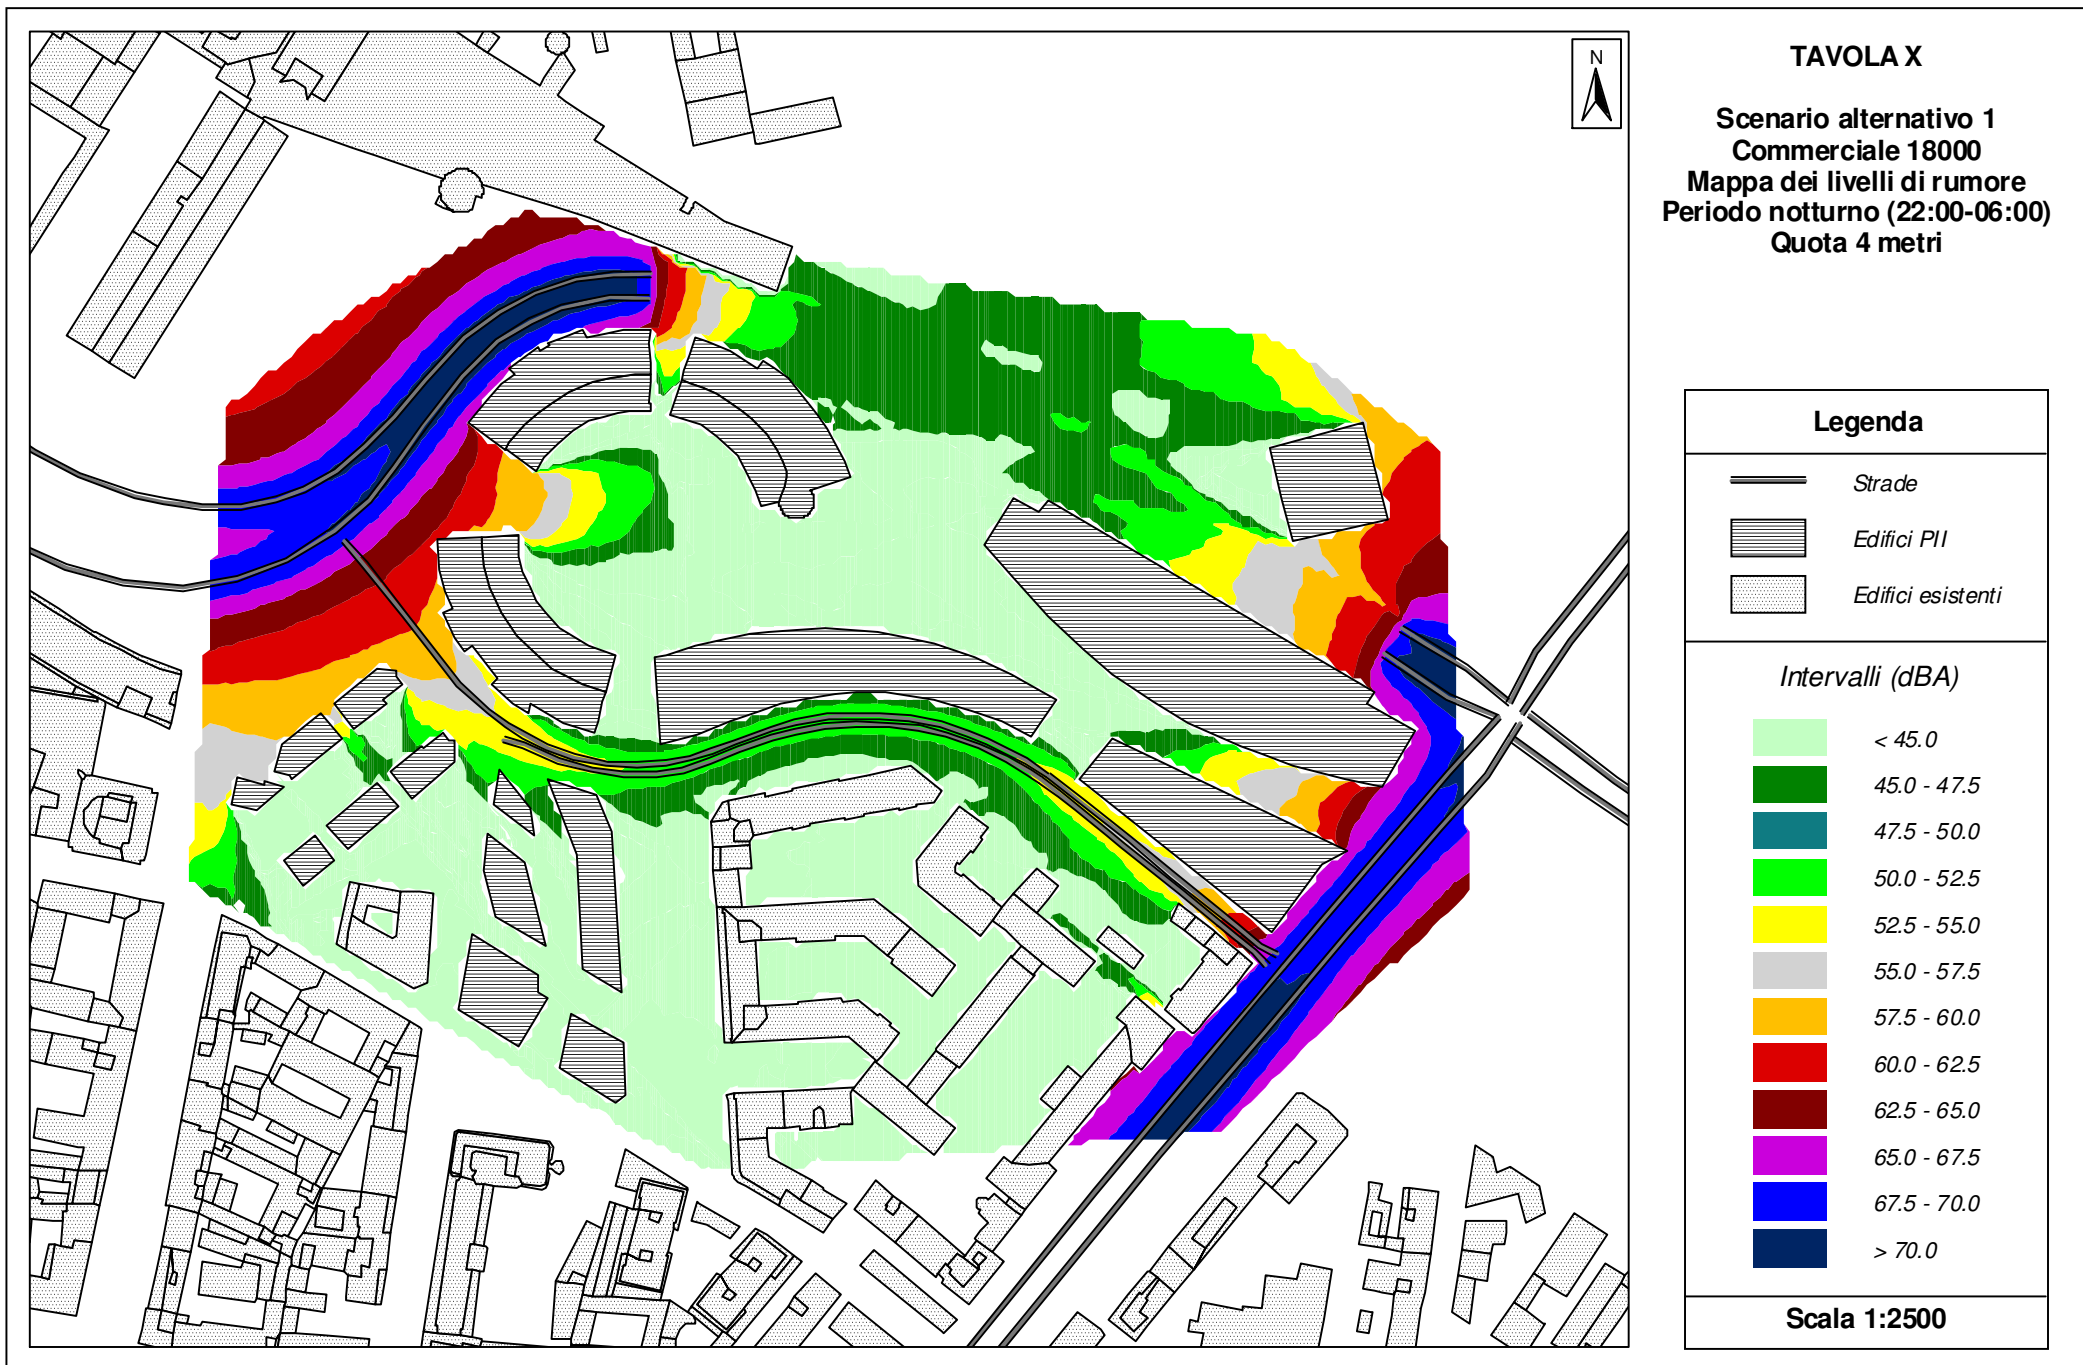 N
TAVOLA X
Scenario alternativo 1
Commerciale 18000
Mappa dei livelli di rumore
Periodo notturno (22:00-06:00)
Quota 4 metri
Legenda
Strade
Edifici PII
Edifici esistenti
Intervalli (dBA)
< 45.0
45.0 - 47.5
47.5 - 50.0
50.0 - 52.5
52.5 - 55.0
55.0 - 57.5
57.5 - 60.0
60.0 - 62.5
62.5 - 65.0
65.0 - 67.5
67.5 - 70.0
> 70.0
Scala 1:2500